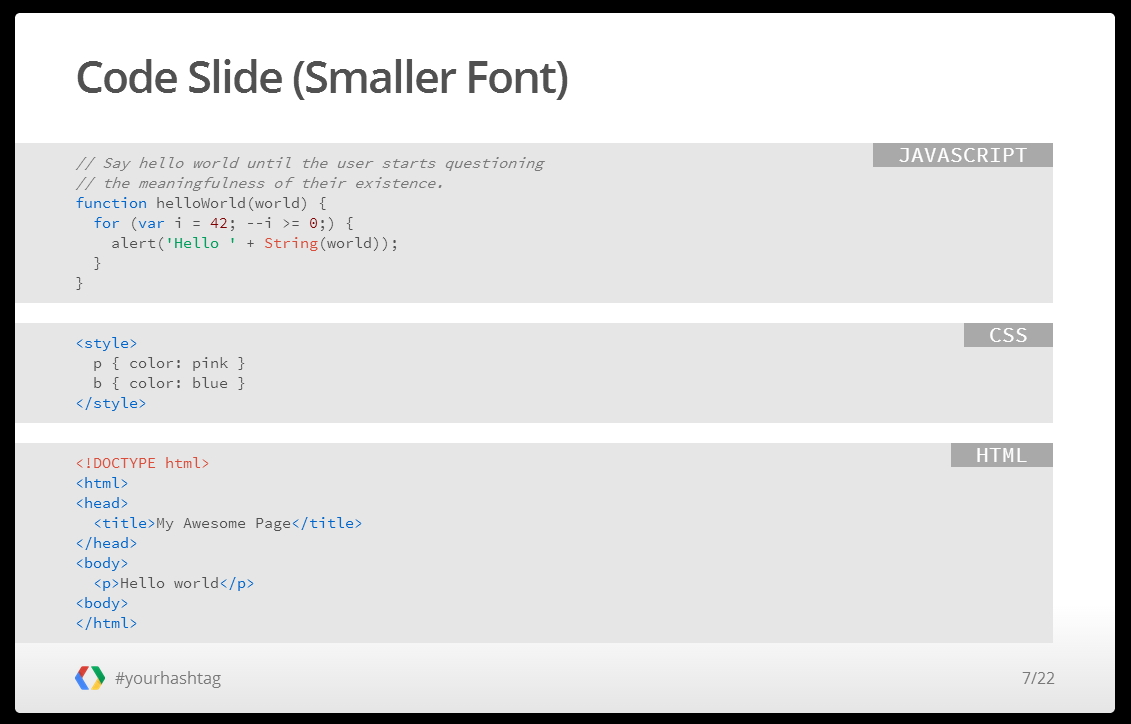 Code Slide (Smaller Font)
JAVASCRIPT
// Say hello world until the user starts questioning
// the meaningfulness of their existence.
function helloWorld(world) {
  for (var i = 42; --i >= 0;) {
    alert('Hello ' + String(world));
  }
}
CSS
<style>
  p { color: pink }
  b { color: blue }
</style>
HTML
<!DOCTYPE html>
<html>
<head>
  <title>My Awesome Page</title>
</head>
<body>
  <p>Hello world</p>
<body>
</html>
#yourhashtag
7/22